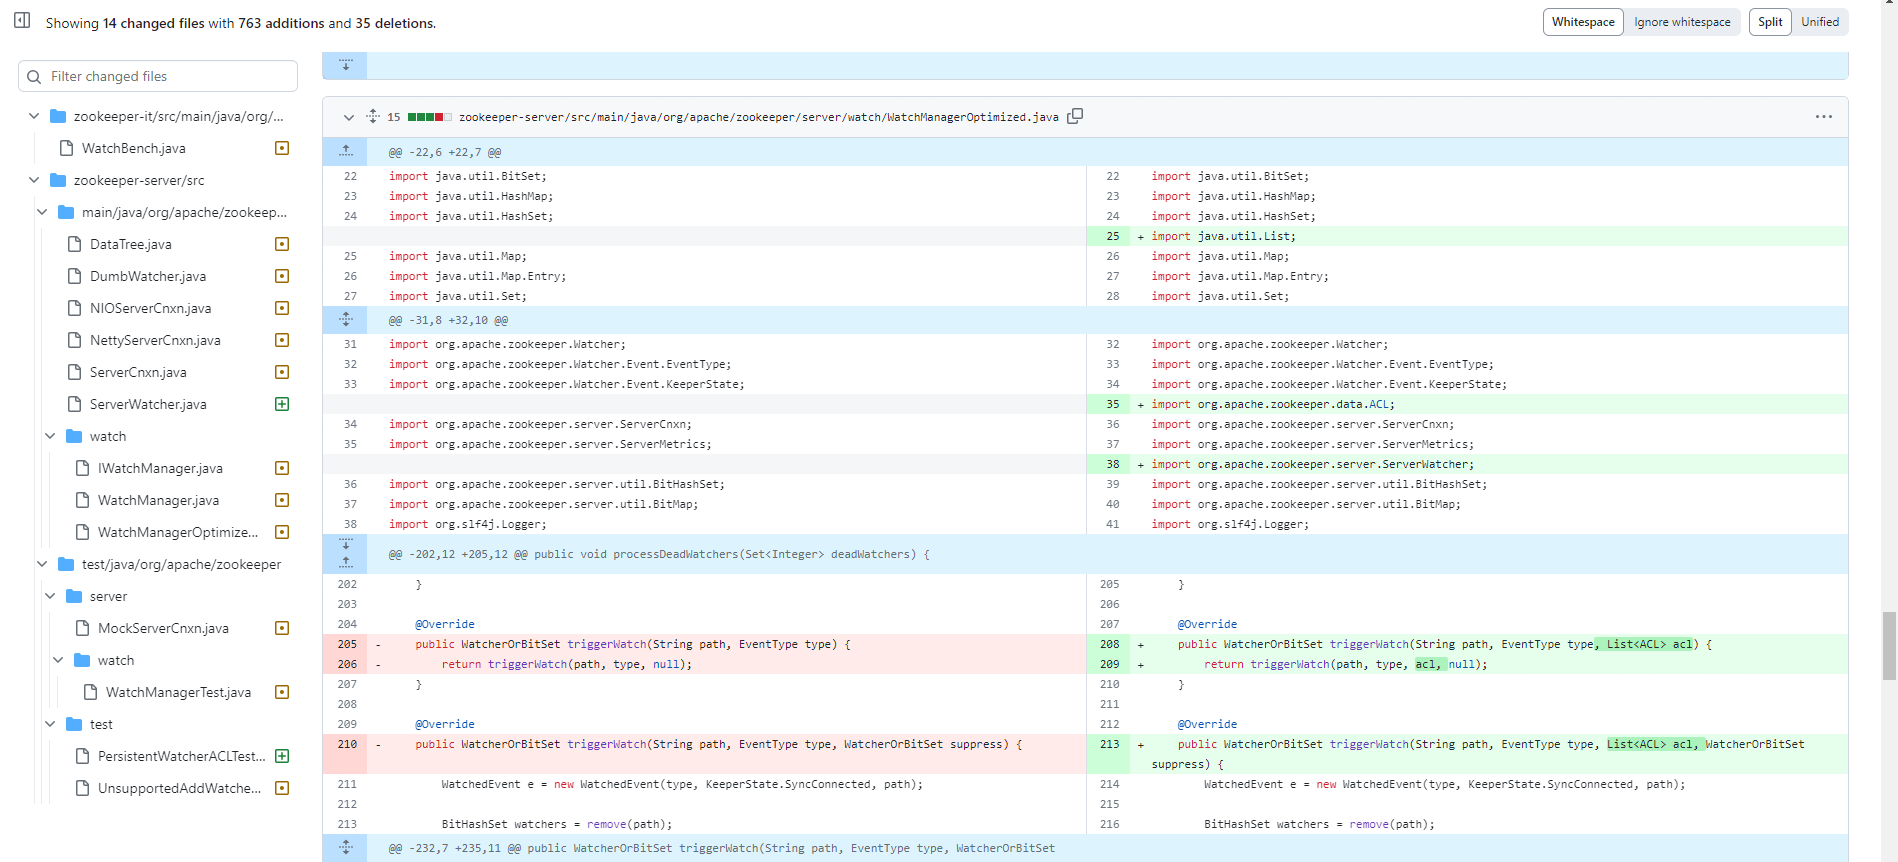 Showing 14 changed files with 763 additions and 35 deletions.
Whitespace Ignore whitespace Split Unified
Filter changed files
zookeeper-it/src/main/java/org/...
WatchBench.java
zookeeper-server/src
main/java/org/apache/zookeep...
DataTree.java
DumbWatcher.java
NIOServerCnxn.java
NettyServerCnxn.java
ServerCnxn.java
ServerWatcher.java
watch
IWatchManager.java
WatchManager.java
WatchManagerOptimize...
test/java/org/apache/zookeeper
server
MockServerCnxn.java
watch
WatchManagerTest.java
test
PersistentWatcherACLTest...
UnsupportedAddWatche...
15 zookeeper-server/src/main/java/org/apache/zookeeper/server/watch/WatchManagerOptimized.java
@@ -22,6 +22,7 @@
22 import java.util.BitSet; 22 import java.util.BitSet;
23 import java.util.HashMap; 23 import java.util.HashMap;
24 import java.util.HashSet; 24 import java.util.HashSet;
25 + import java.util.List;
25 import java.util.Map; 26 import java.util.Map;
26 import java.util.Map.Entry; 27 import java.util.Map.Entry;
27 import java.util.Set; 28 import java.util.Set;
@@ -31,8 +32,10 @@
31 import org.apache.zookeeper.Watcher; 32 import org.apache.zookeeper.Watcher;
32 import org.apache.zookeeper.Watcher.Event.EventType; 33 import org.apache.zookeeper.Watcher.Event.EventType;
33 import org.apache.zookeeper.Watcher.Event.KeeperState; 34 import org.apache.zookeeper.Watcher.Event.KeeperState;
35 + import org.apache.zookeeper.data.ACL;
34 import org.apache.zookeeper.server.ServerCnxn; 36 import org.apache.zookeeper.server.ServerCnxn;
35 import org.apache.zookeeper.server.ServerMetrics; 37 import org.apache.zookeeper.server.ServerMetrics;
38 + import org.apache.zookeeper.server.ServerWatcher;
36 import org.apache.zookeeper.server.util.BitHashSet; 39 import org.apache.zookeeper.server.util.BitHashSet;
37 import org.apache.zookeeper.server.util.BitMap; 40 import org.apache.zookeeper.server.util.BitMap;
38 import org.slf4j.Logger; 41 import org.slf4j.Logger;
@@ -202,12 +205,12 @@ public void processDeadWatchers(Set<Integer> deadWatchers) {
202 } 205 }
203 206
204 @Override 207 @Override
205 - public WatcherOrBitSet triggerWatch(String path, EventType type) { 208 + public WatcherOrBitSet triggerWatch(String path, EventType type, List<ACL> acl) {
206 - return triggerWatch(path, type, null); 209 + return triggerWatch(path, type, acl, null);
207 } 210 }
208 211
209 @Override 212 @Override
210 - public WatcherOrBitSet triggerWatch(String path, EventType type, WatcherOrBitSet suppress) { 213 + public WatcherOrBitSet triggerWatch(String path, EventType type, List<ACL> acl, WatcherOrBitSet
suppress) {
211 WatchedEvent e = new WatchedEvent(type, KeeperState.SyncConnected, path); 214 WatchedEvent e = new WatchedEvent(type, KeeperState.SyncConnected, path);
212 215
213 BitHashSet watchers = remove(path); 216 BitHashSet watchers = remove(path);
@@ -232,7 +235,11 @@ public WatcherOrBitSet triggerWatch(String path, EventType type, WatcherOrBitSet